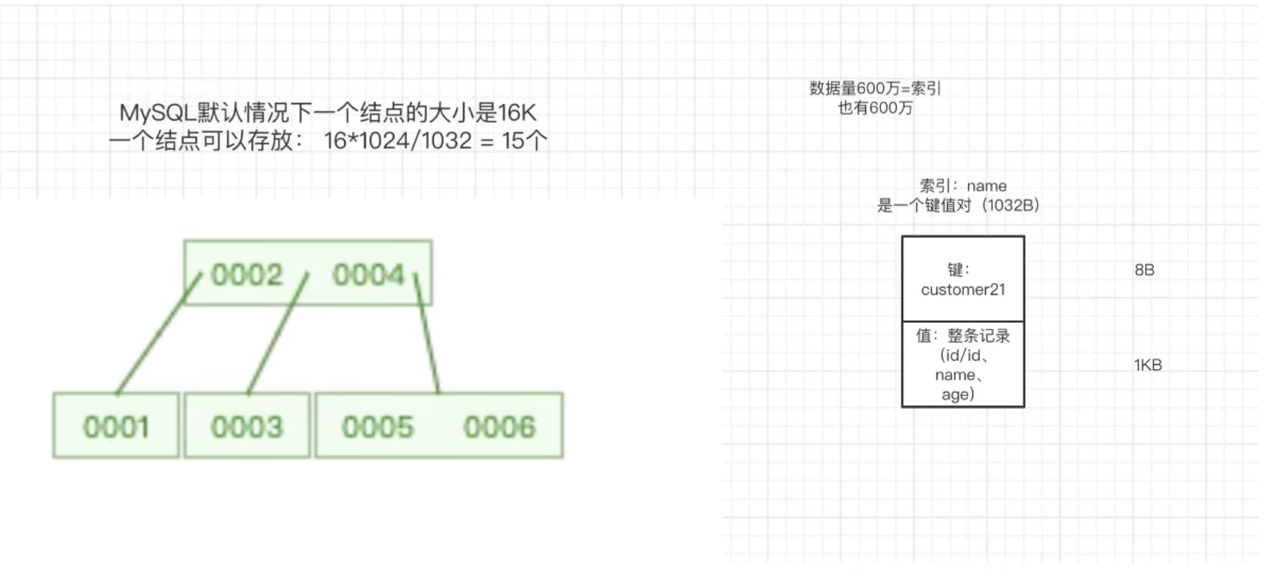 MySQL默认情况下一个结点的大小是16K
一个结点可以存放： 16*1024/1032 = 15个
0002 0004
0001 0003 0005 0006
数据量600万=索引
也有600万
索引：name
是一个键值对（1032B）
键：
customer21
8B
值：整条记录
(id/id、
name、
age)
1KB